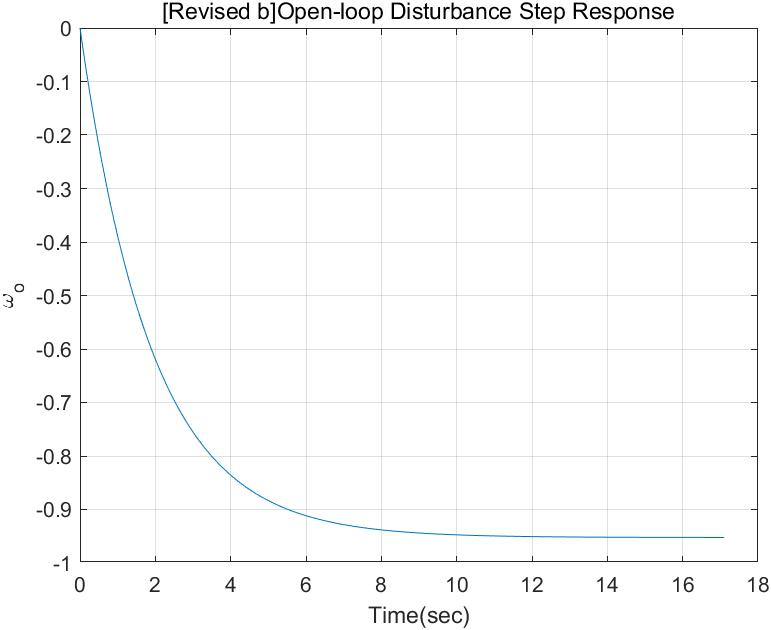 [Revised b]Open-loop Disturbance Step Response
0
-0.1
-0.2
-0.3
-0.4
-0.5
-0.6
-0.7
-0.8
-0.9
-1
ωo
0 2 4 6 8 10 12 14 16 18
Time(sec)